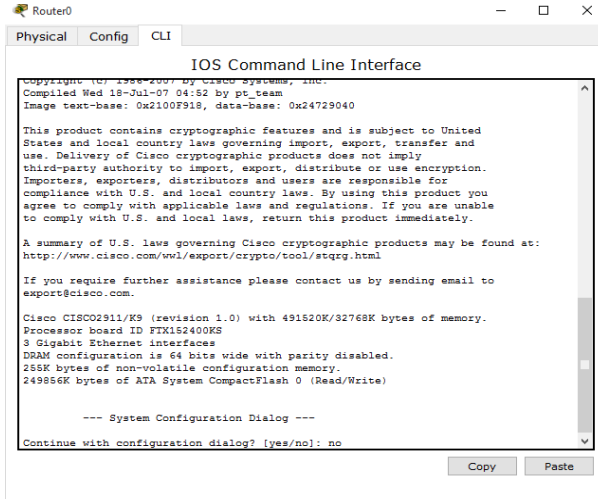 Router0
Physical Config CLI
IOS Command Line Interface
Copyright (c) 1986-2007 by Cisco Systems, Inc.
Compiled Wed 18-Jul-07 04:52 by pt_team
Image text-base: 0x2100F918, data-base: 0x24729040
This product contains cryptographic features and is subject to United
States and local country laws governing import, export, transfer and
use. Delivery of Cisco cryptographic products does not imply
third-party authority to import, export, distribute or use encryption.
Importers, exporters, distributors and users are responsible for
compliance with U.S. and local country laws. By using this product you
agree to comply with applicable laws and regulations. If you are unable
to comply with U.S. and local laws, return this product immediately.
A summary of U.S. laws governing Cisco cryptographic products may be found at:
http://www.cisco.com/wwl/export/crypto/tool/stqrg.html
If you require further assistance please contact us by sending email to
export@cisco.com.
Cisco CISCO2911/K9 (revision 1.0) with 491520K/32768K bytes of memory.
Processor board ID FTX152400KS
3 Gigabit Ethernet interfaces
DRAM configuration is 64 bits wide with parity disabled.
255K bytes of non-volatile configuration memory.
249856K bytes of ATA System CompactFlash 0 (Read/Write)
--- System Configuration Dialog ---
Continue with configuration dialog? [yes/no]: no
Copy Paste